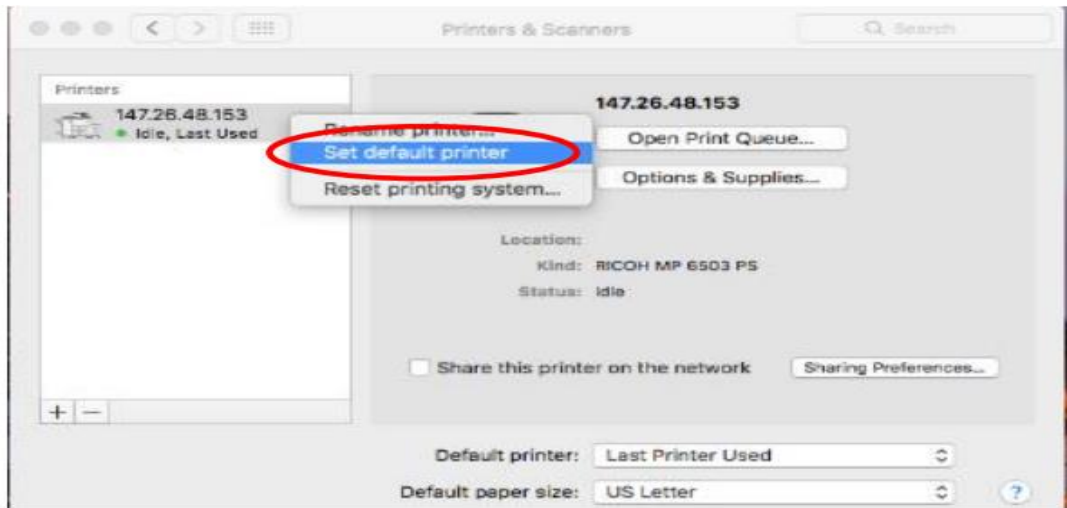 Printers & Scanners
Search
Printers
147.26.48.153
Idle, Last Used
Rename printer...
Set default printer
Reset printing system...
147.26.48.153
Open Print Queue...
Options & Supplies...
Location:
Kind: RICOH MP 6503 PS
Status: Idle
Share this printer on the network
Sharing Preferences...
+ −
Default printer: Last Printer Used
Default paper size: US Letter
?